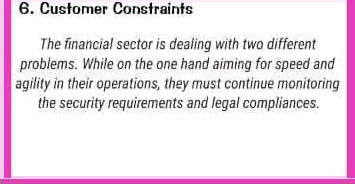 6. Customer Constraints
The financial sector is dealing with two different
problems. While on the one hand aiming for speed and
agility in their operations, they must continue monitoring
the security requirements and legal compliances.